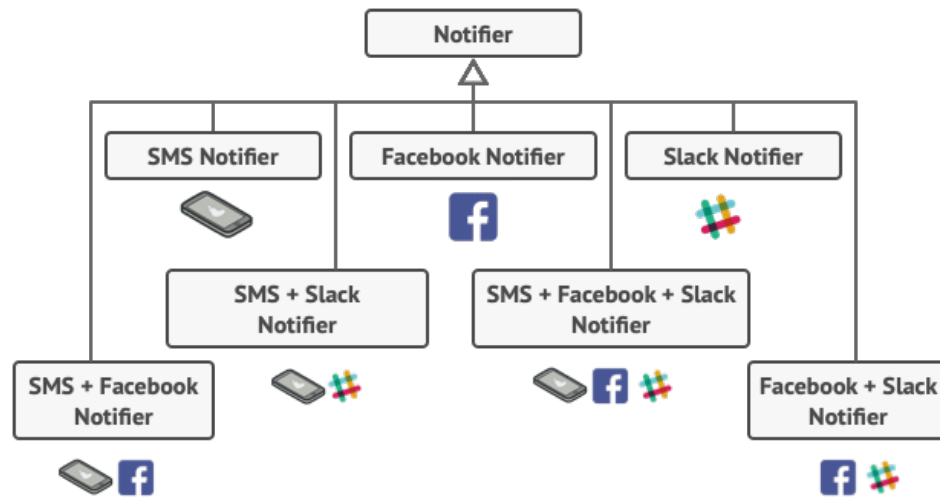 Notifier
SMS Notifier
Facebook Notifier
Slack Notifier
SMS + Slack
Notifier
SMS + Facebook + Slack
Notifier
SMS + Facebook
Notifier
Facebook + Slack
Notifier